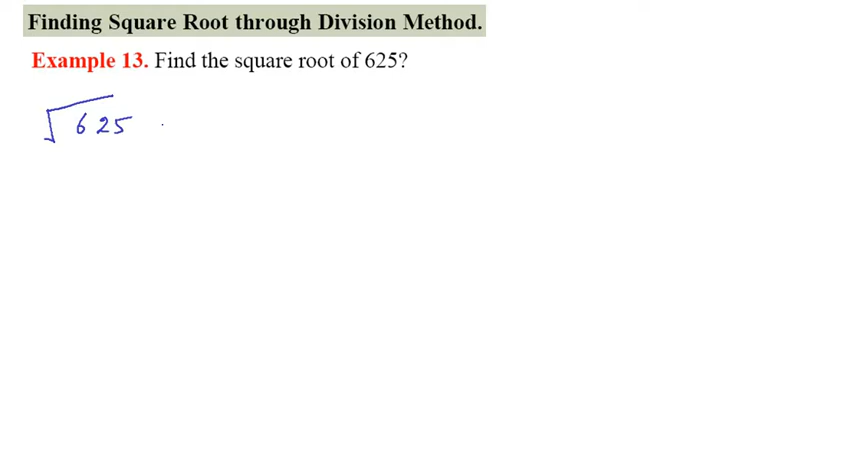 Finding Square Root through Division Method.
Example 13. Find the square root of 625?
√625